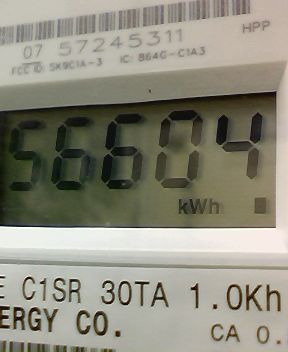 07 57245311 HPP
FCC ID: SK9C1A-3 IC: 864G-C1A3
56604
kWh
E C1SR 30TA 1.0Kh
ERGY CO. CA 0.